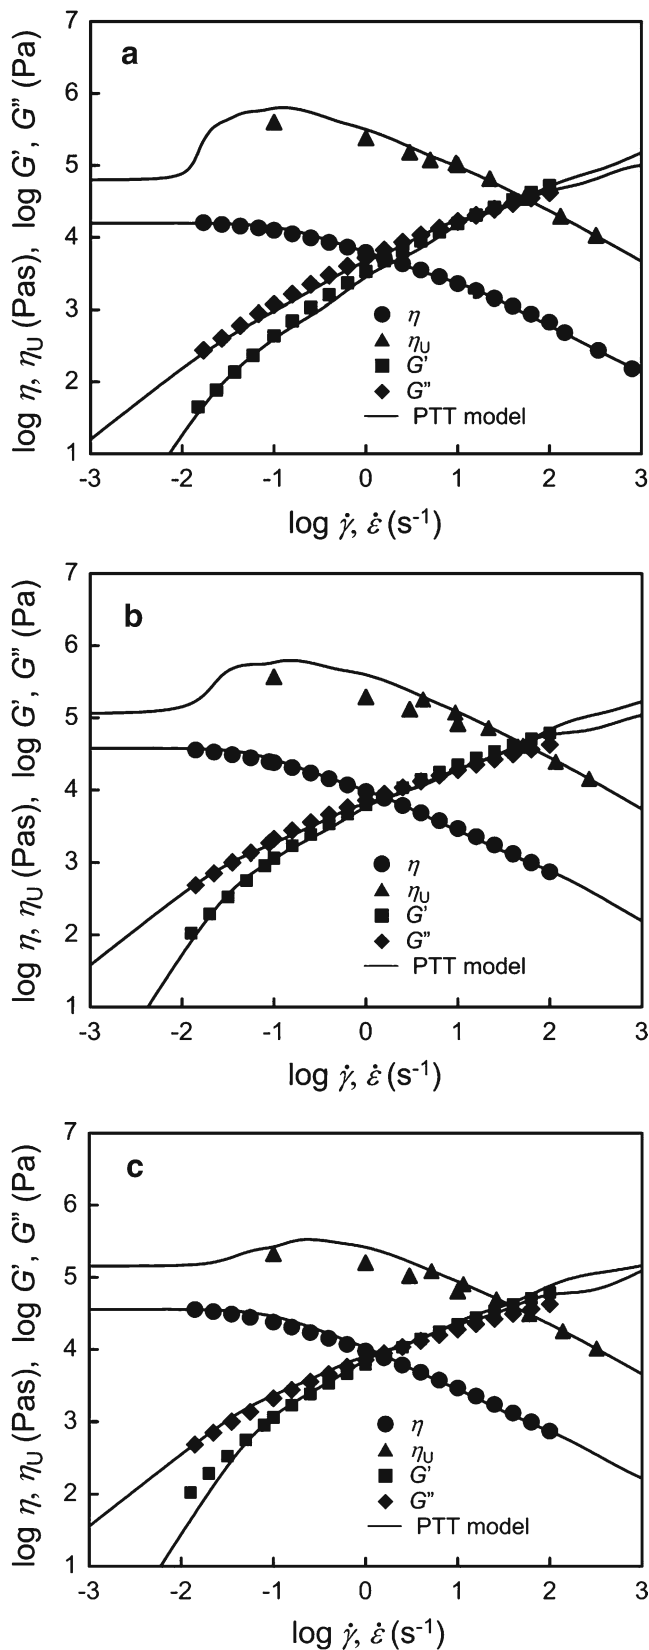 a
log η, ηU (Pas), log G', G" (Pa)
7
6
5
4
3
2
1
η
ηU
G'
G"
PTT model
-3 -2 -1 0 1 2 3
log γ̇, ε̇ (s-1)
b
log η, ηU (Pas), log G', G" (Pa)
7
6
5
4
3
2
1
η
ηU
G'
G"
PTT model
-3 -2 -1 0 1 2 3
log γ̇, ε̇ (s-1)
c
log η, ηU (Pas), log G', G" (Pa)
7
6
5
4
3
2
1
η
ηU
G'
G"
PTT model
-3 -2 -1 0 1 2 3
log γ̇, ε̇ (s-1)